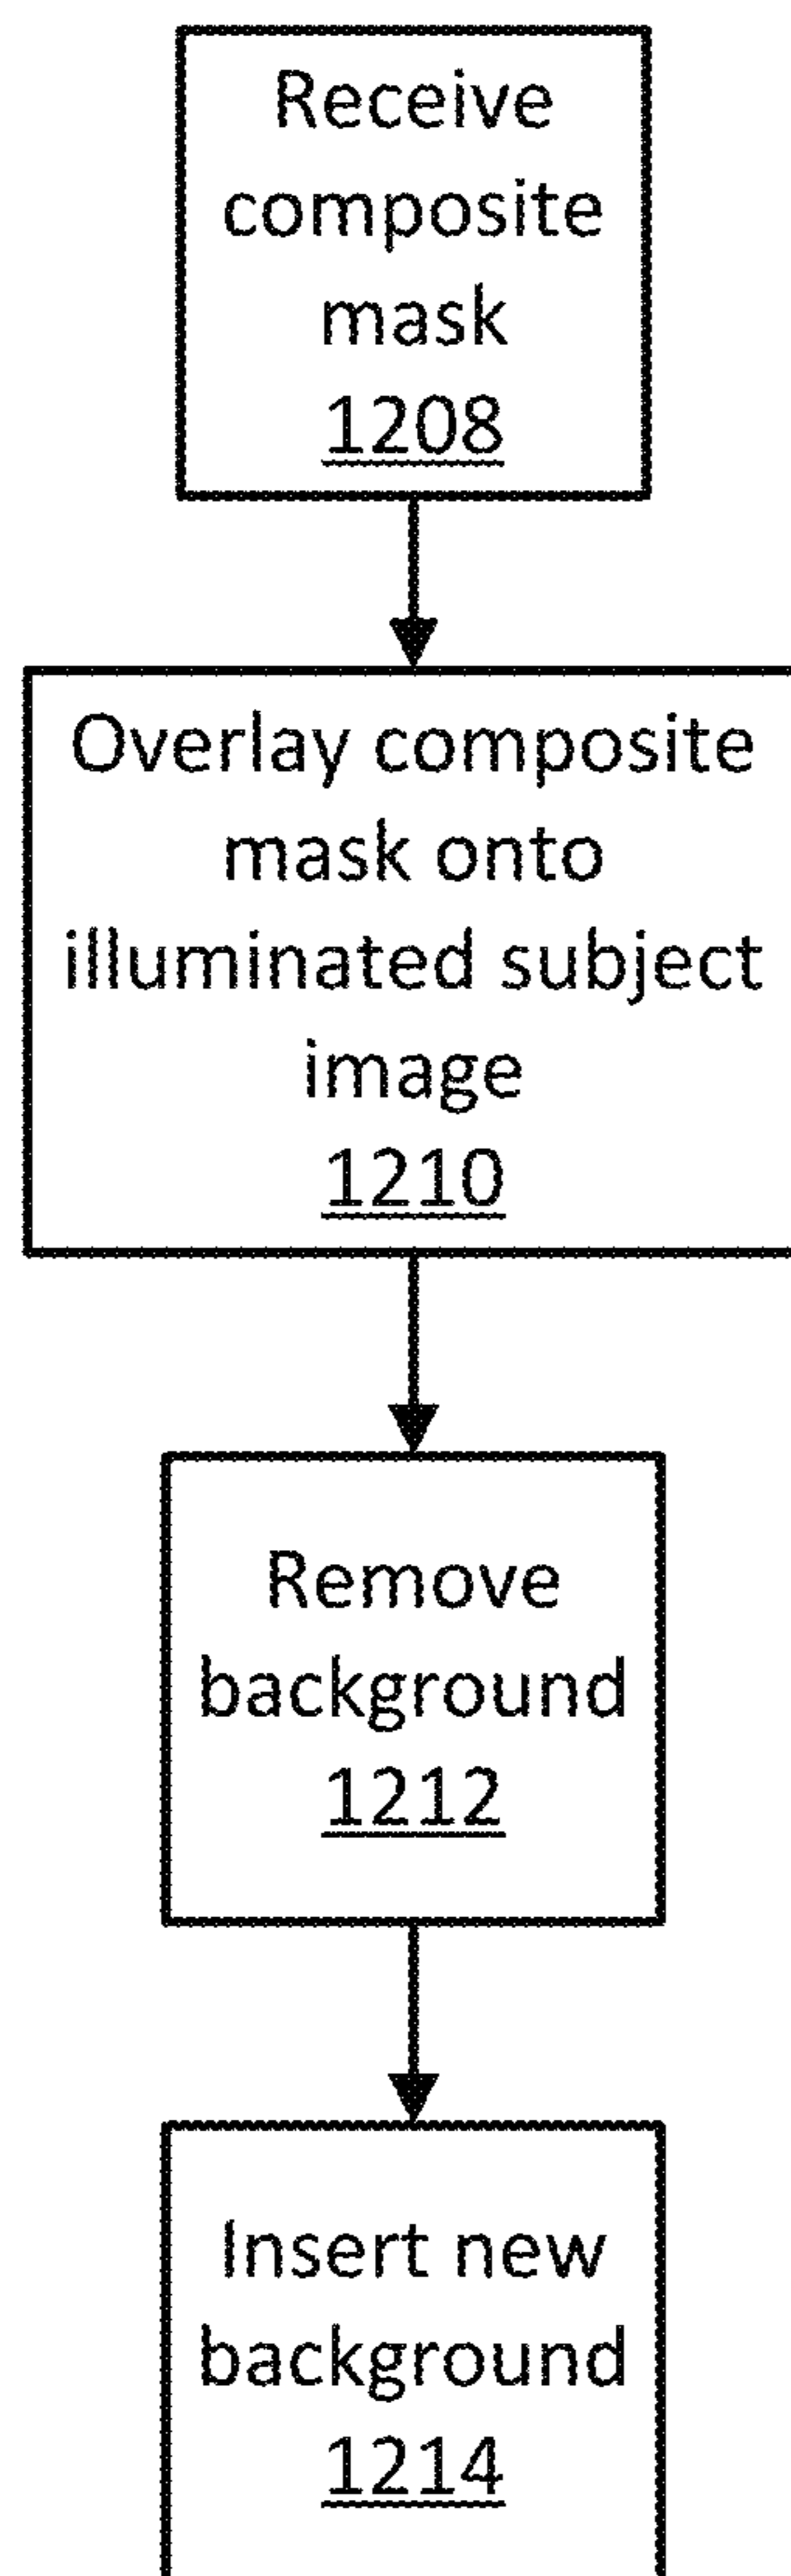 Receive
composite
mask
1208
Overlay composite
mask onto
illuminated subject
image
1210
Remove
background
1212
Insert new
background
1214